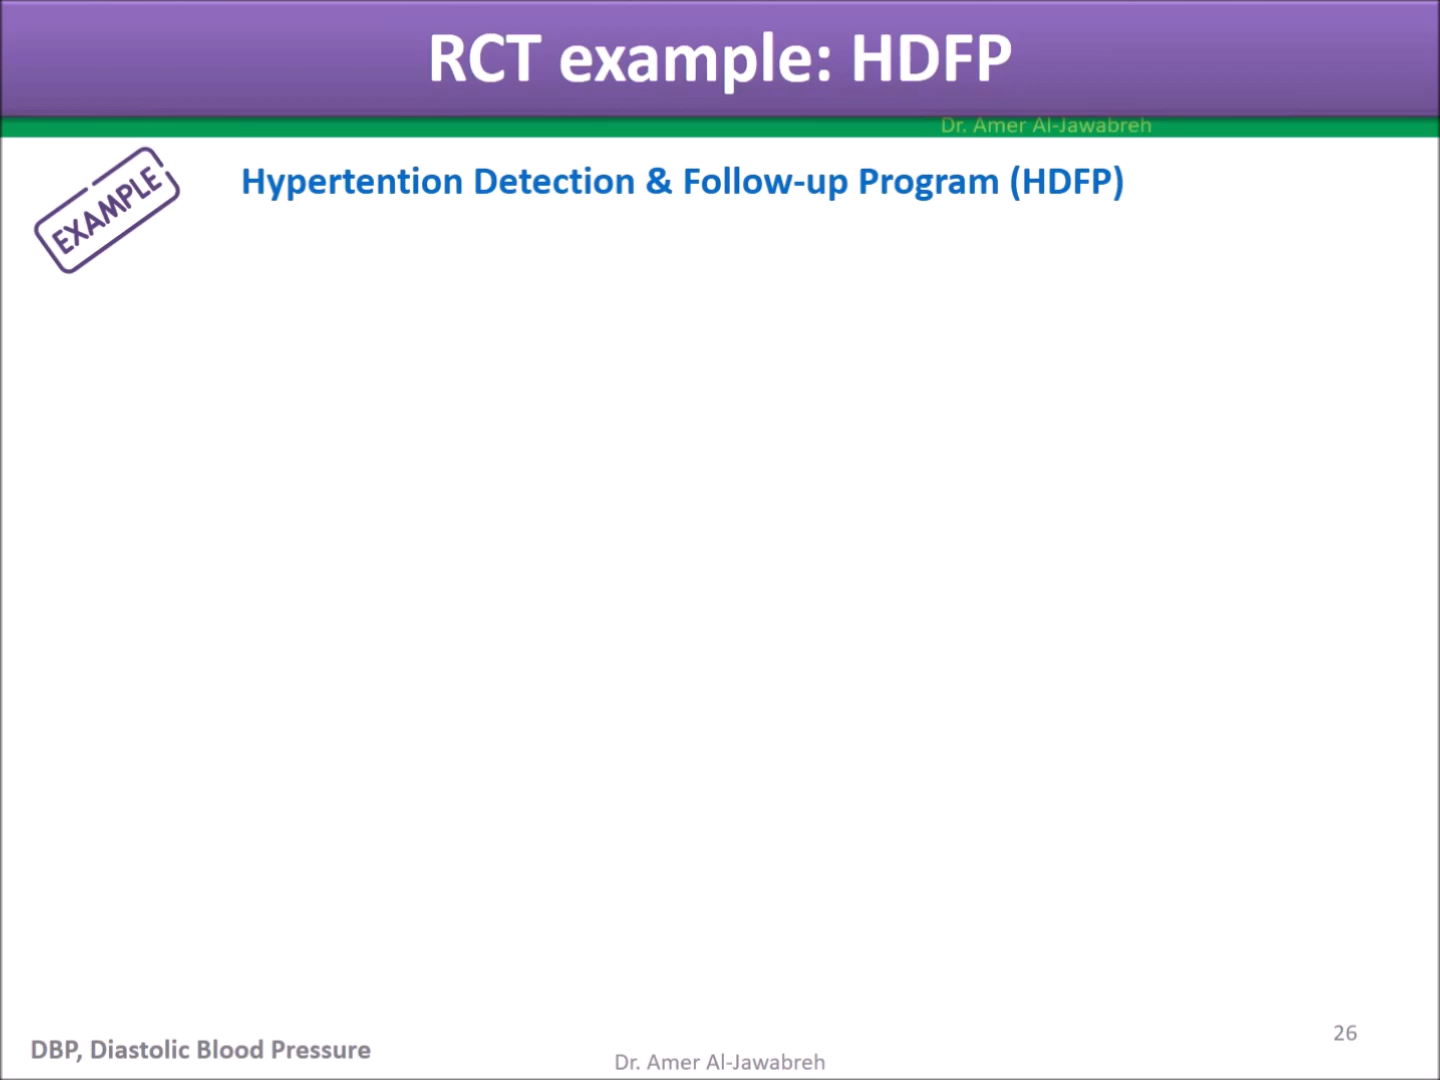 RCT example: HDFP
Dr. Amer Al-Jawabreh
EXAMPLE
Hypertention Detection & Follow-up Program (HDFP)
26
DBP, Diastolic Blood Pressure
Dr. Amer Al-Jawabreh